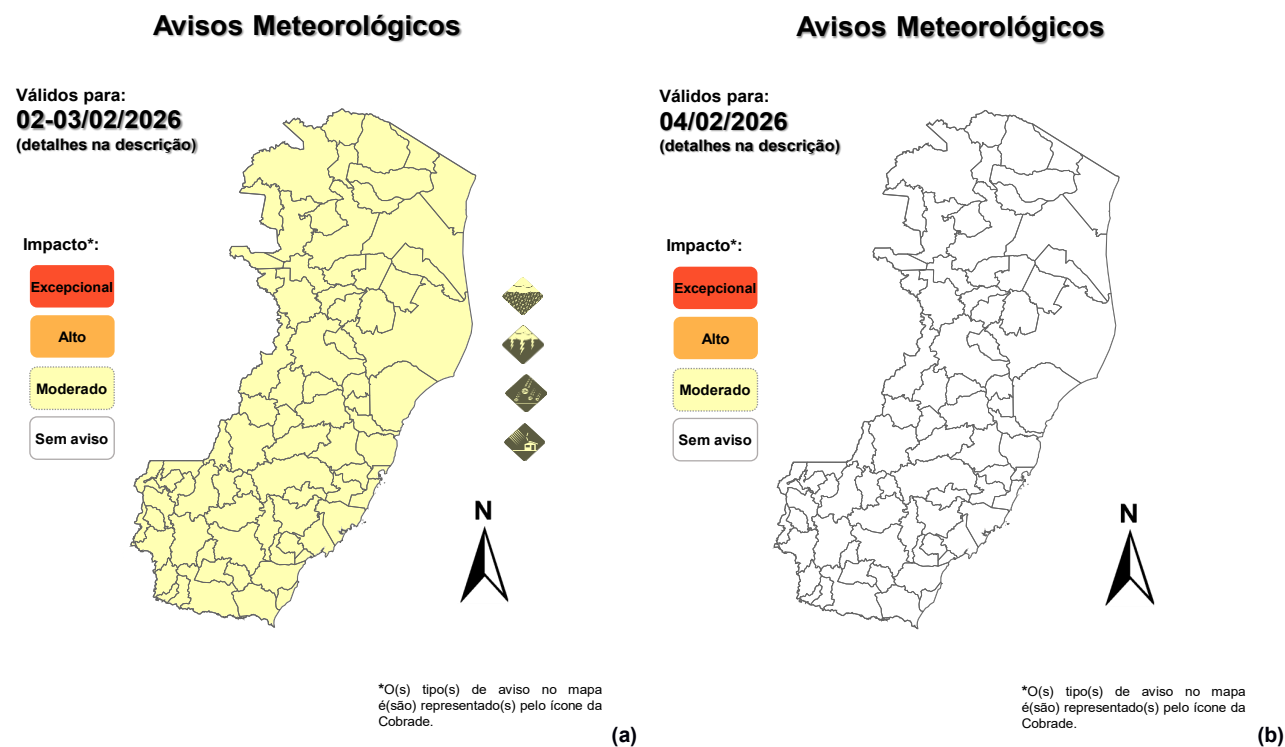 Avisos Meteorológicos
Válidos para:
02-03/02/2026
(detalhes na descrição)
Impacto*:
Excepcional
Alto
Moderado
Sem aviso
N
*O(s) tipo(s) de aviso no mapa
é(são) representado(s) pelo ícone da
Cobrade.
(a)
Avisos Meteorológicos
Válidos para:
04/02/2026
(detalhes na descrição)
Impacto*:
Excepcional
Alto
Moderado
Sem aviso
N
*O(s) tipo(s) de aviso no mapa
é(são) representado(s) pelo ícone da
Cobrade.
(b)